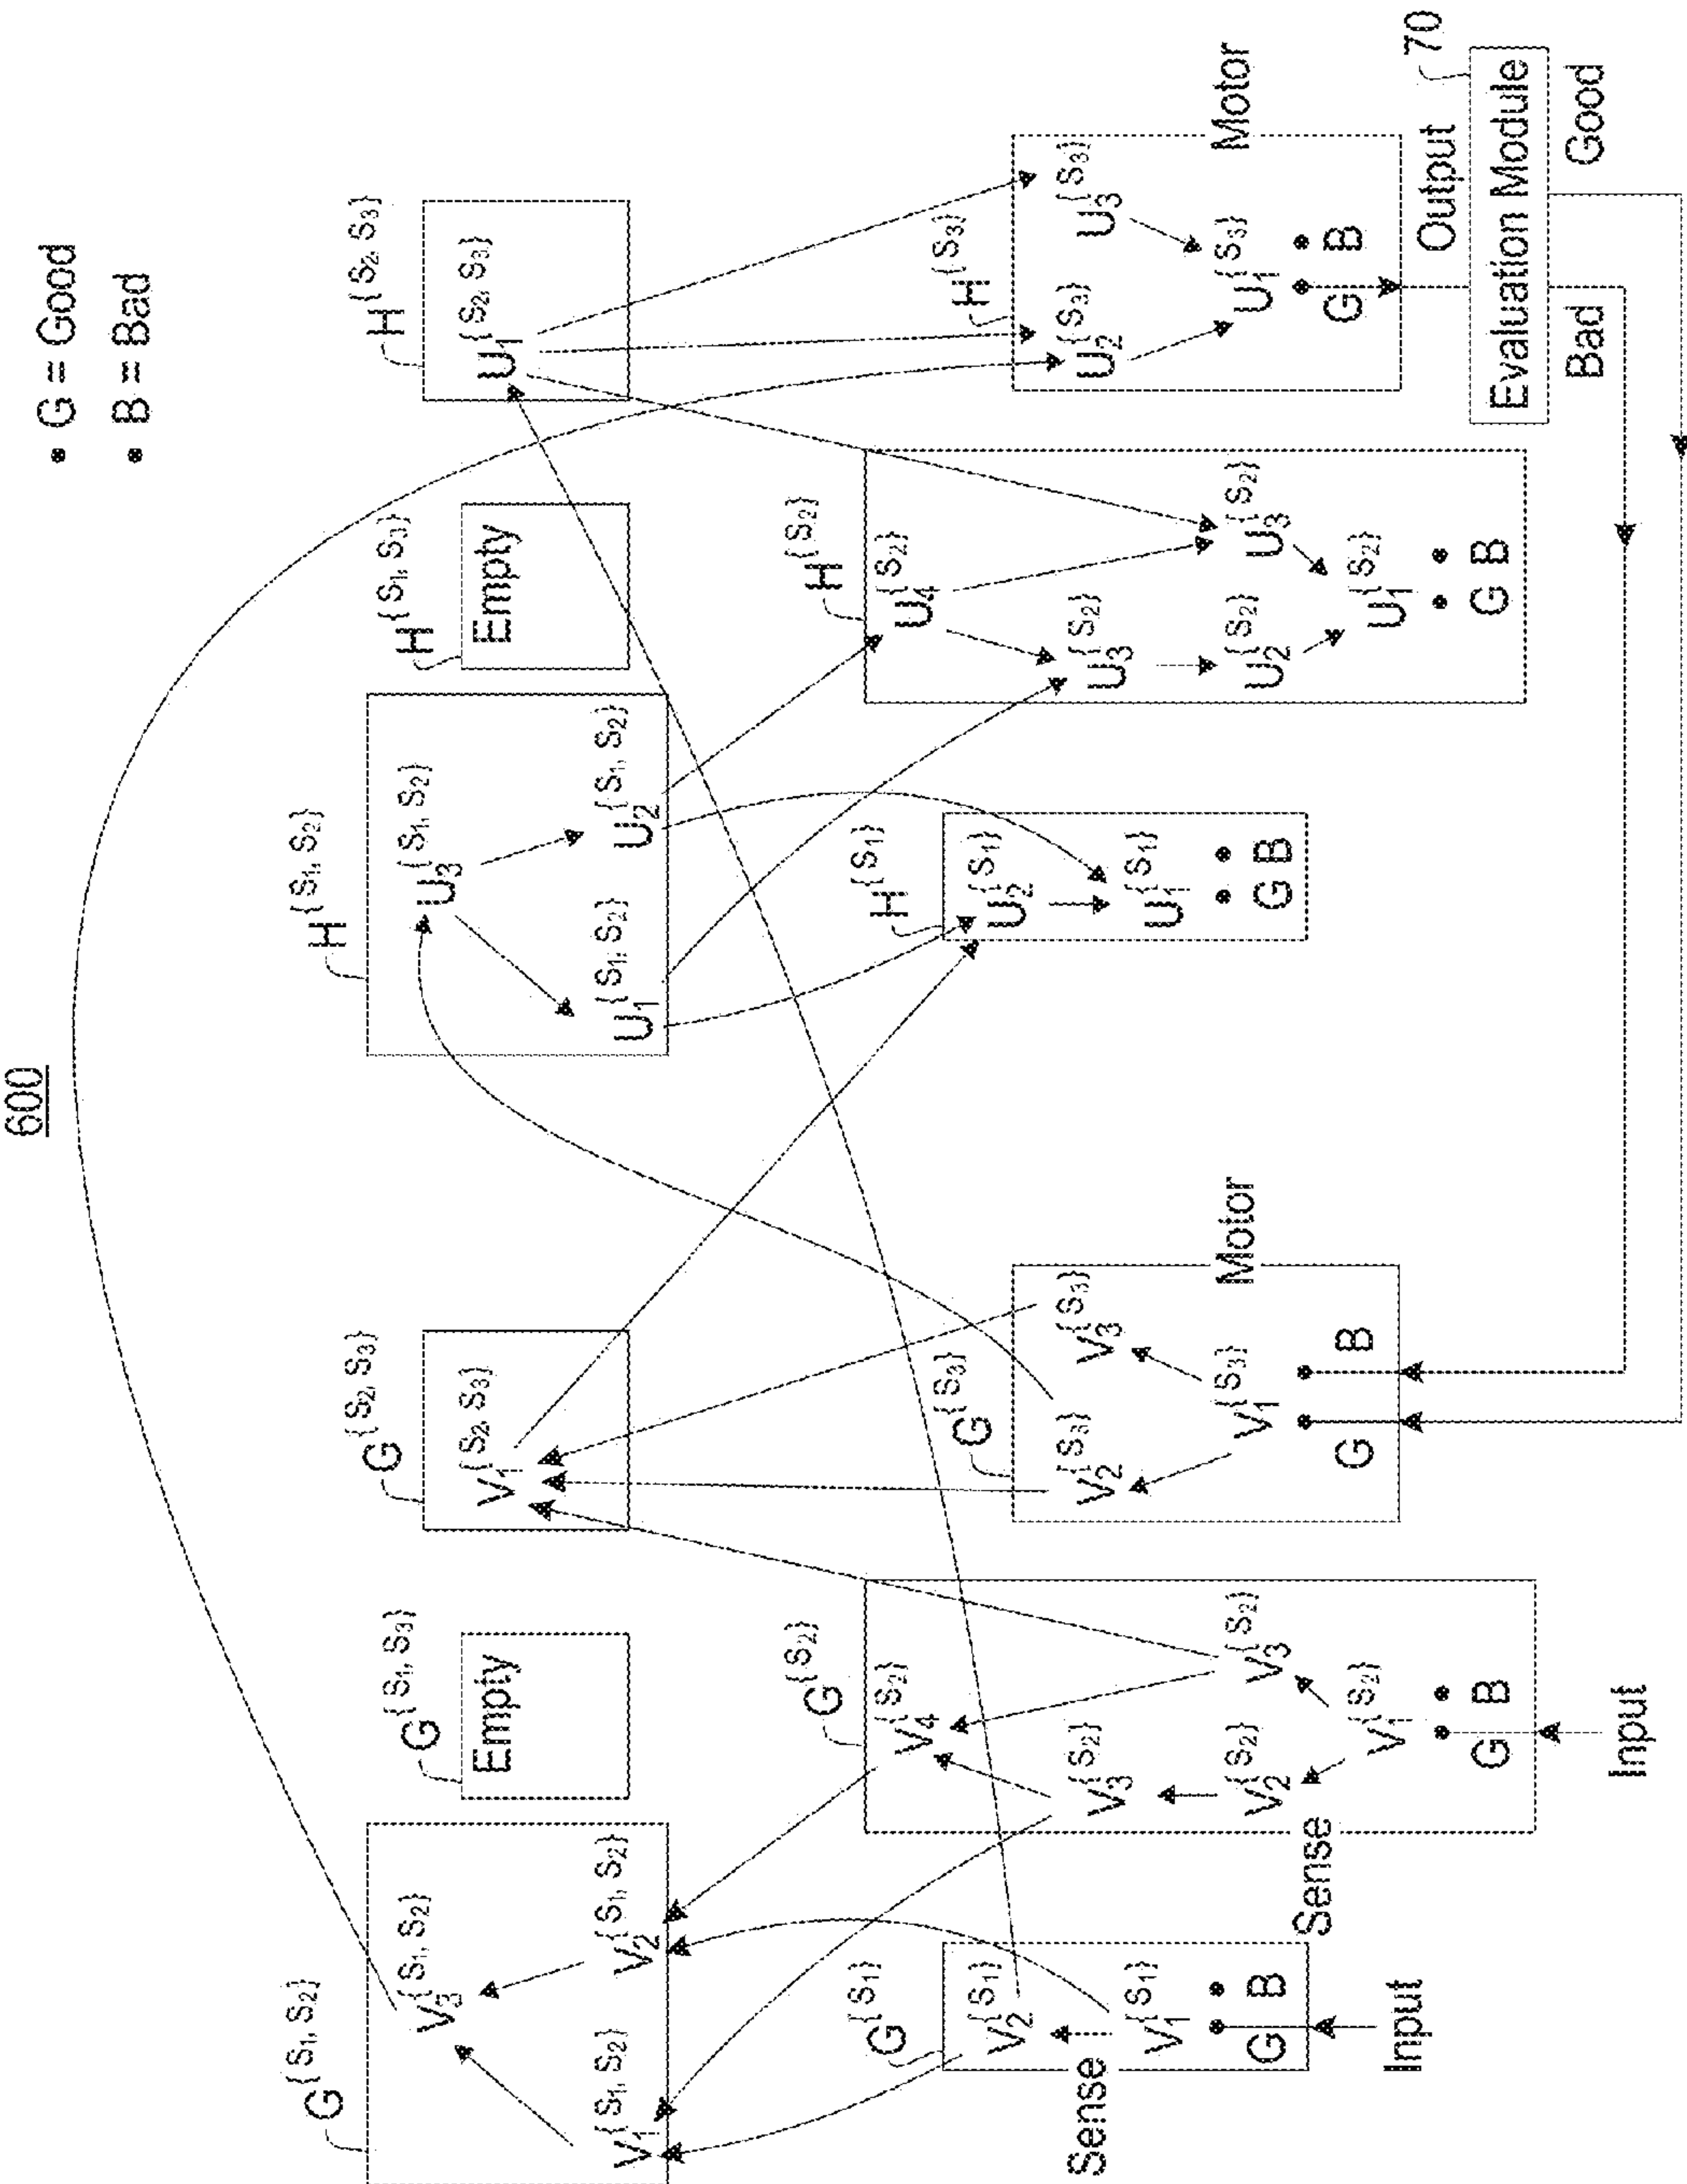 600
• G = Good
• B = Bad
G{S1, S2}
V3{S1, S2}
V1{S1, S2}
V2{S1, S2}
G{S1, S3}
Empty
G{S2, S3}
V1{S2, S3}
H{S1, S2}
U3{S1, S2}
U1{S1, S2}
U2{S1, S2}
H{S1, S3}
Empty
H{S2, S3}
U1{S2, S3}
G{S1}
V2{S1}
Sense
V1{S1}
G B
Input
G{S2}
V4{S2}
V3{S2}
V2{S2}
V3{S2}
Sense
V1{S2}
G B
Input
G{S3}
V2{S3}
V3{S3}
V1{S3}
Motor
G B
H{S1}
U2{S1}
U1{S1}
G B
H{S2}
U4{S2}
U3{S2}
U2{S2}
U3{S2}
U1{S2}
G B
H{S3}
U2{S3}
U3{S3}
U1{S3}
Motor
G B
Output
70
Evaluation Module
Bad
Good